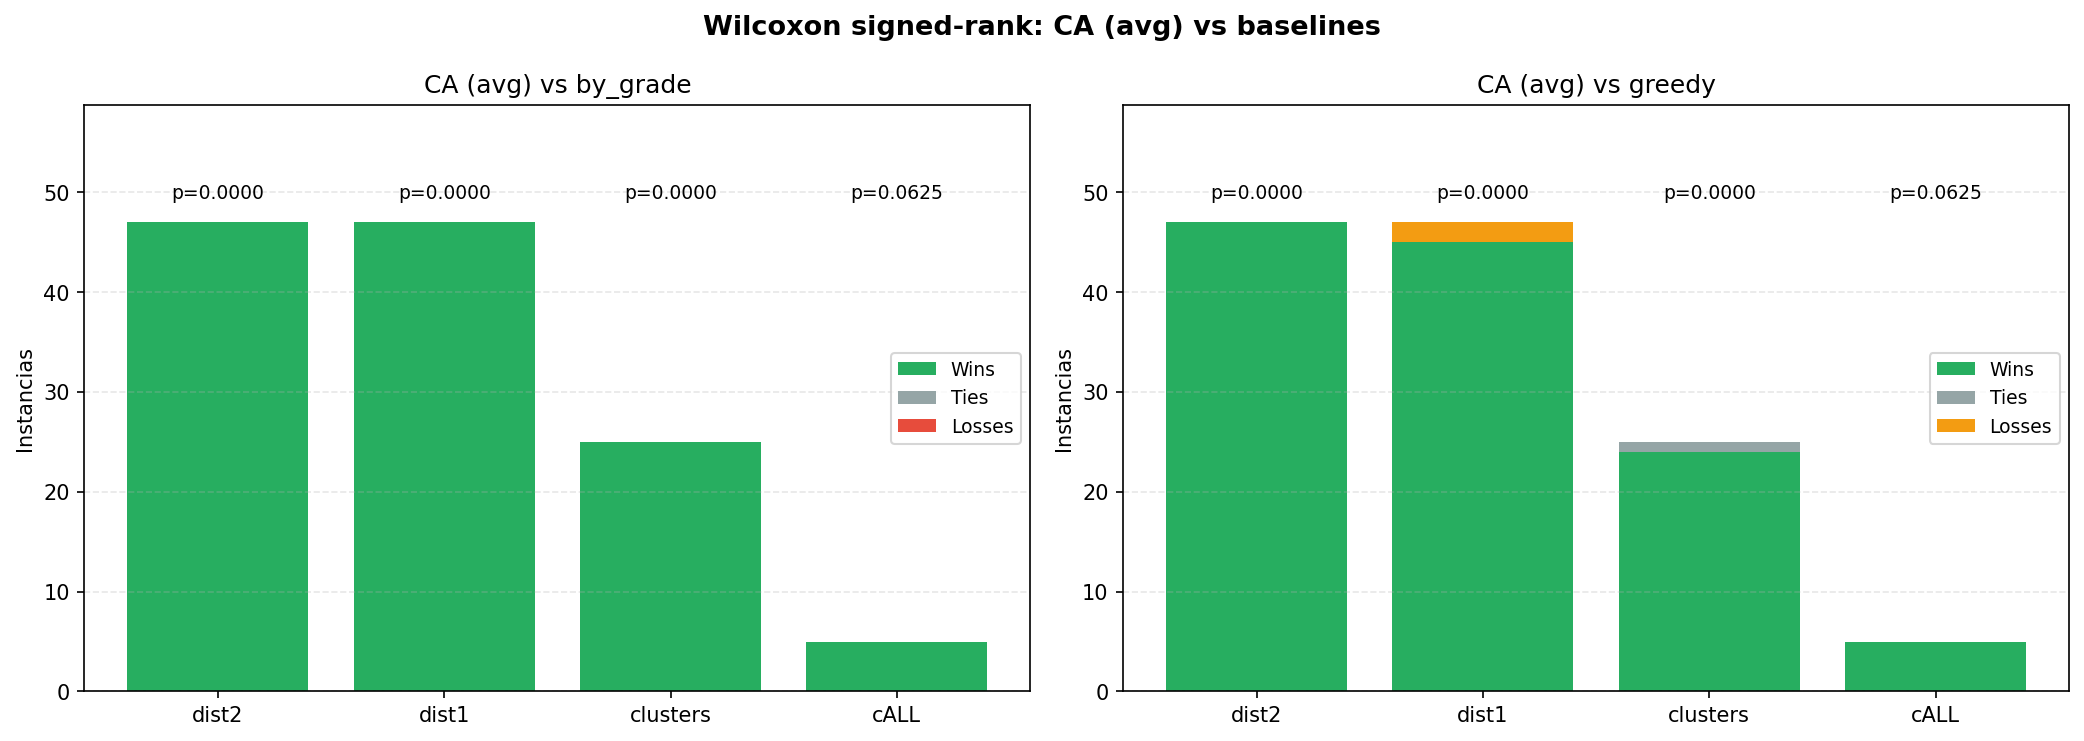 Wilcoxon signed-rank: CA (avg) vs baselines
CA (avg) vs by_grade
Instancias
50
40
30
20
10
0
p=0.0000 p=0.0000 p=0.0000 p=0.0625
Wins
Ties
Losses
dist2 dist1 clusters cALL
CA (avg) vs greedy
Instancias
50
40
30
20
10
0
p=0.0000 p=0.0000 p=0.0000 p=0.0625
Wins
Ties
Losses
dist2 dist1 clusters cALL